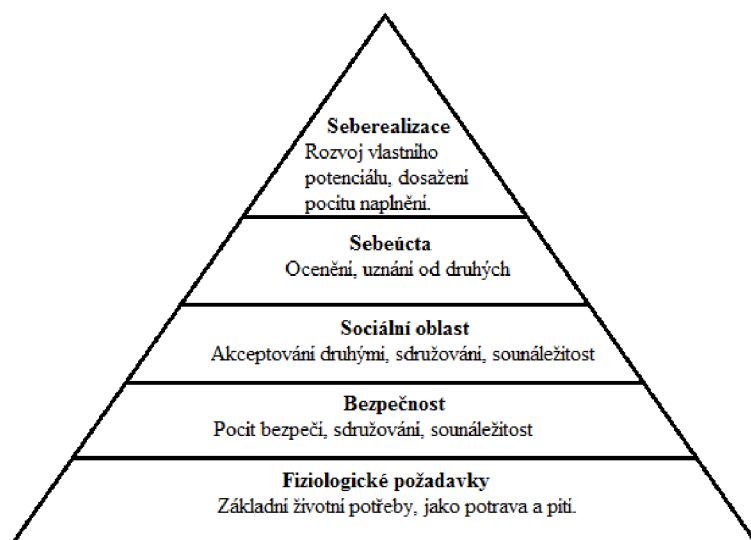 Seberealizace
Rozvoj vlastního
potenciálu, dosažení
pocitu naplnění.
Sebeúcta
Ocenění, uznání od druhých
Sociální oblast
Akceptování druhými, sdružování, sounáležitost
Bezpečnost
Pocit bezpečí, sdružování, sounáležitost
Fiziologické požadavky
Základní životní potřeby, jako potrava a pití.